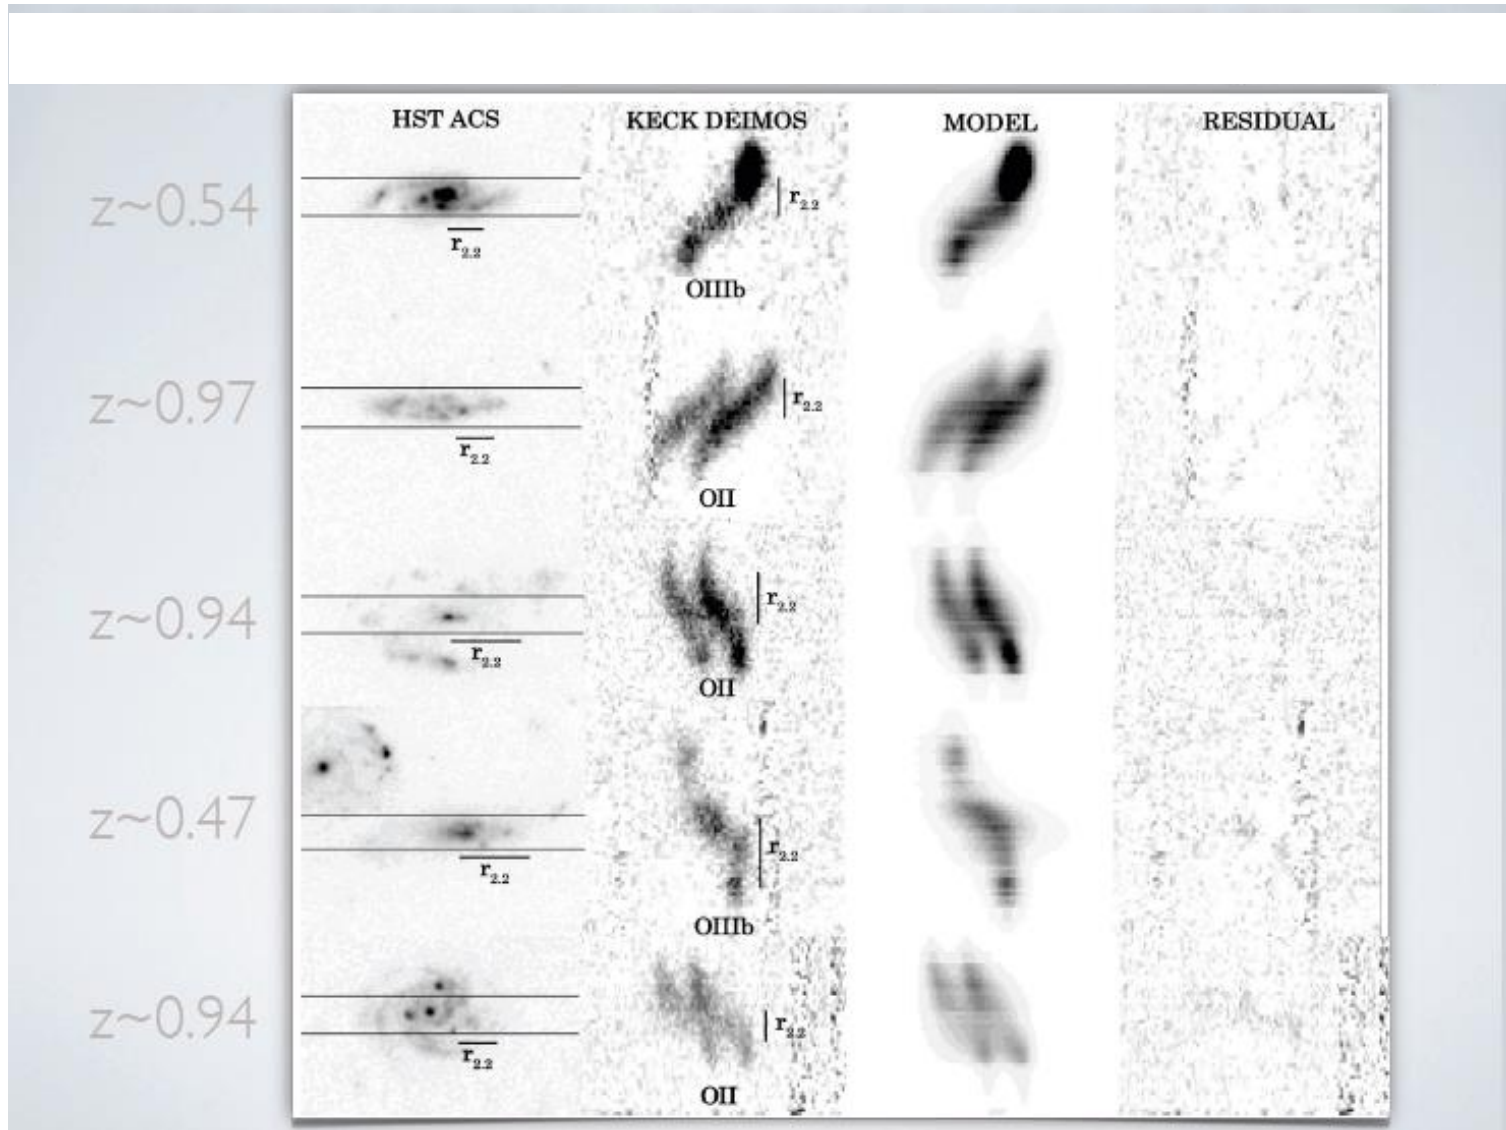 HST ACS KECK DEIMOS MODEL RESIDUAL
z~0.54
r2.2
r2.2
OIIIb
z~0.97
r2.2
r2.2
OII
z~0.94
r2.2
r2.2
OII
z~0.47
r2.2
r2.2
OIIIb
z~0.94
r2.2
r2.2
OII